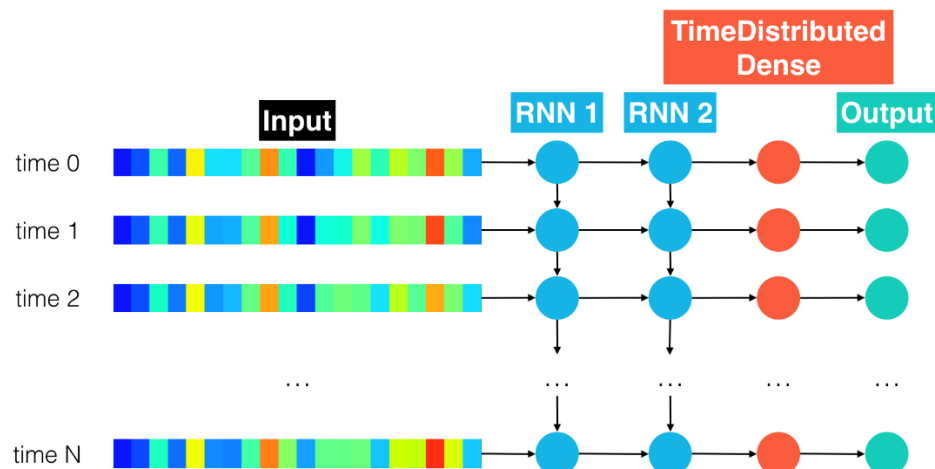 TimeDistributed
Dense
Input
RNN 1
RNN 2
Output
time 0
time 1
time 2
... ... ... ... ...
time N